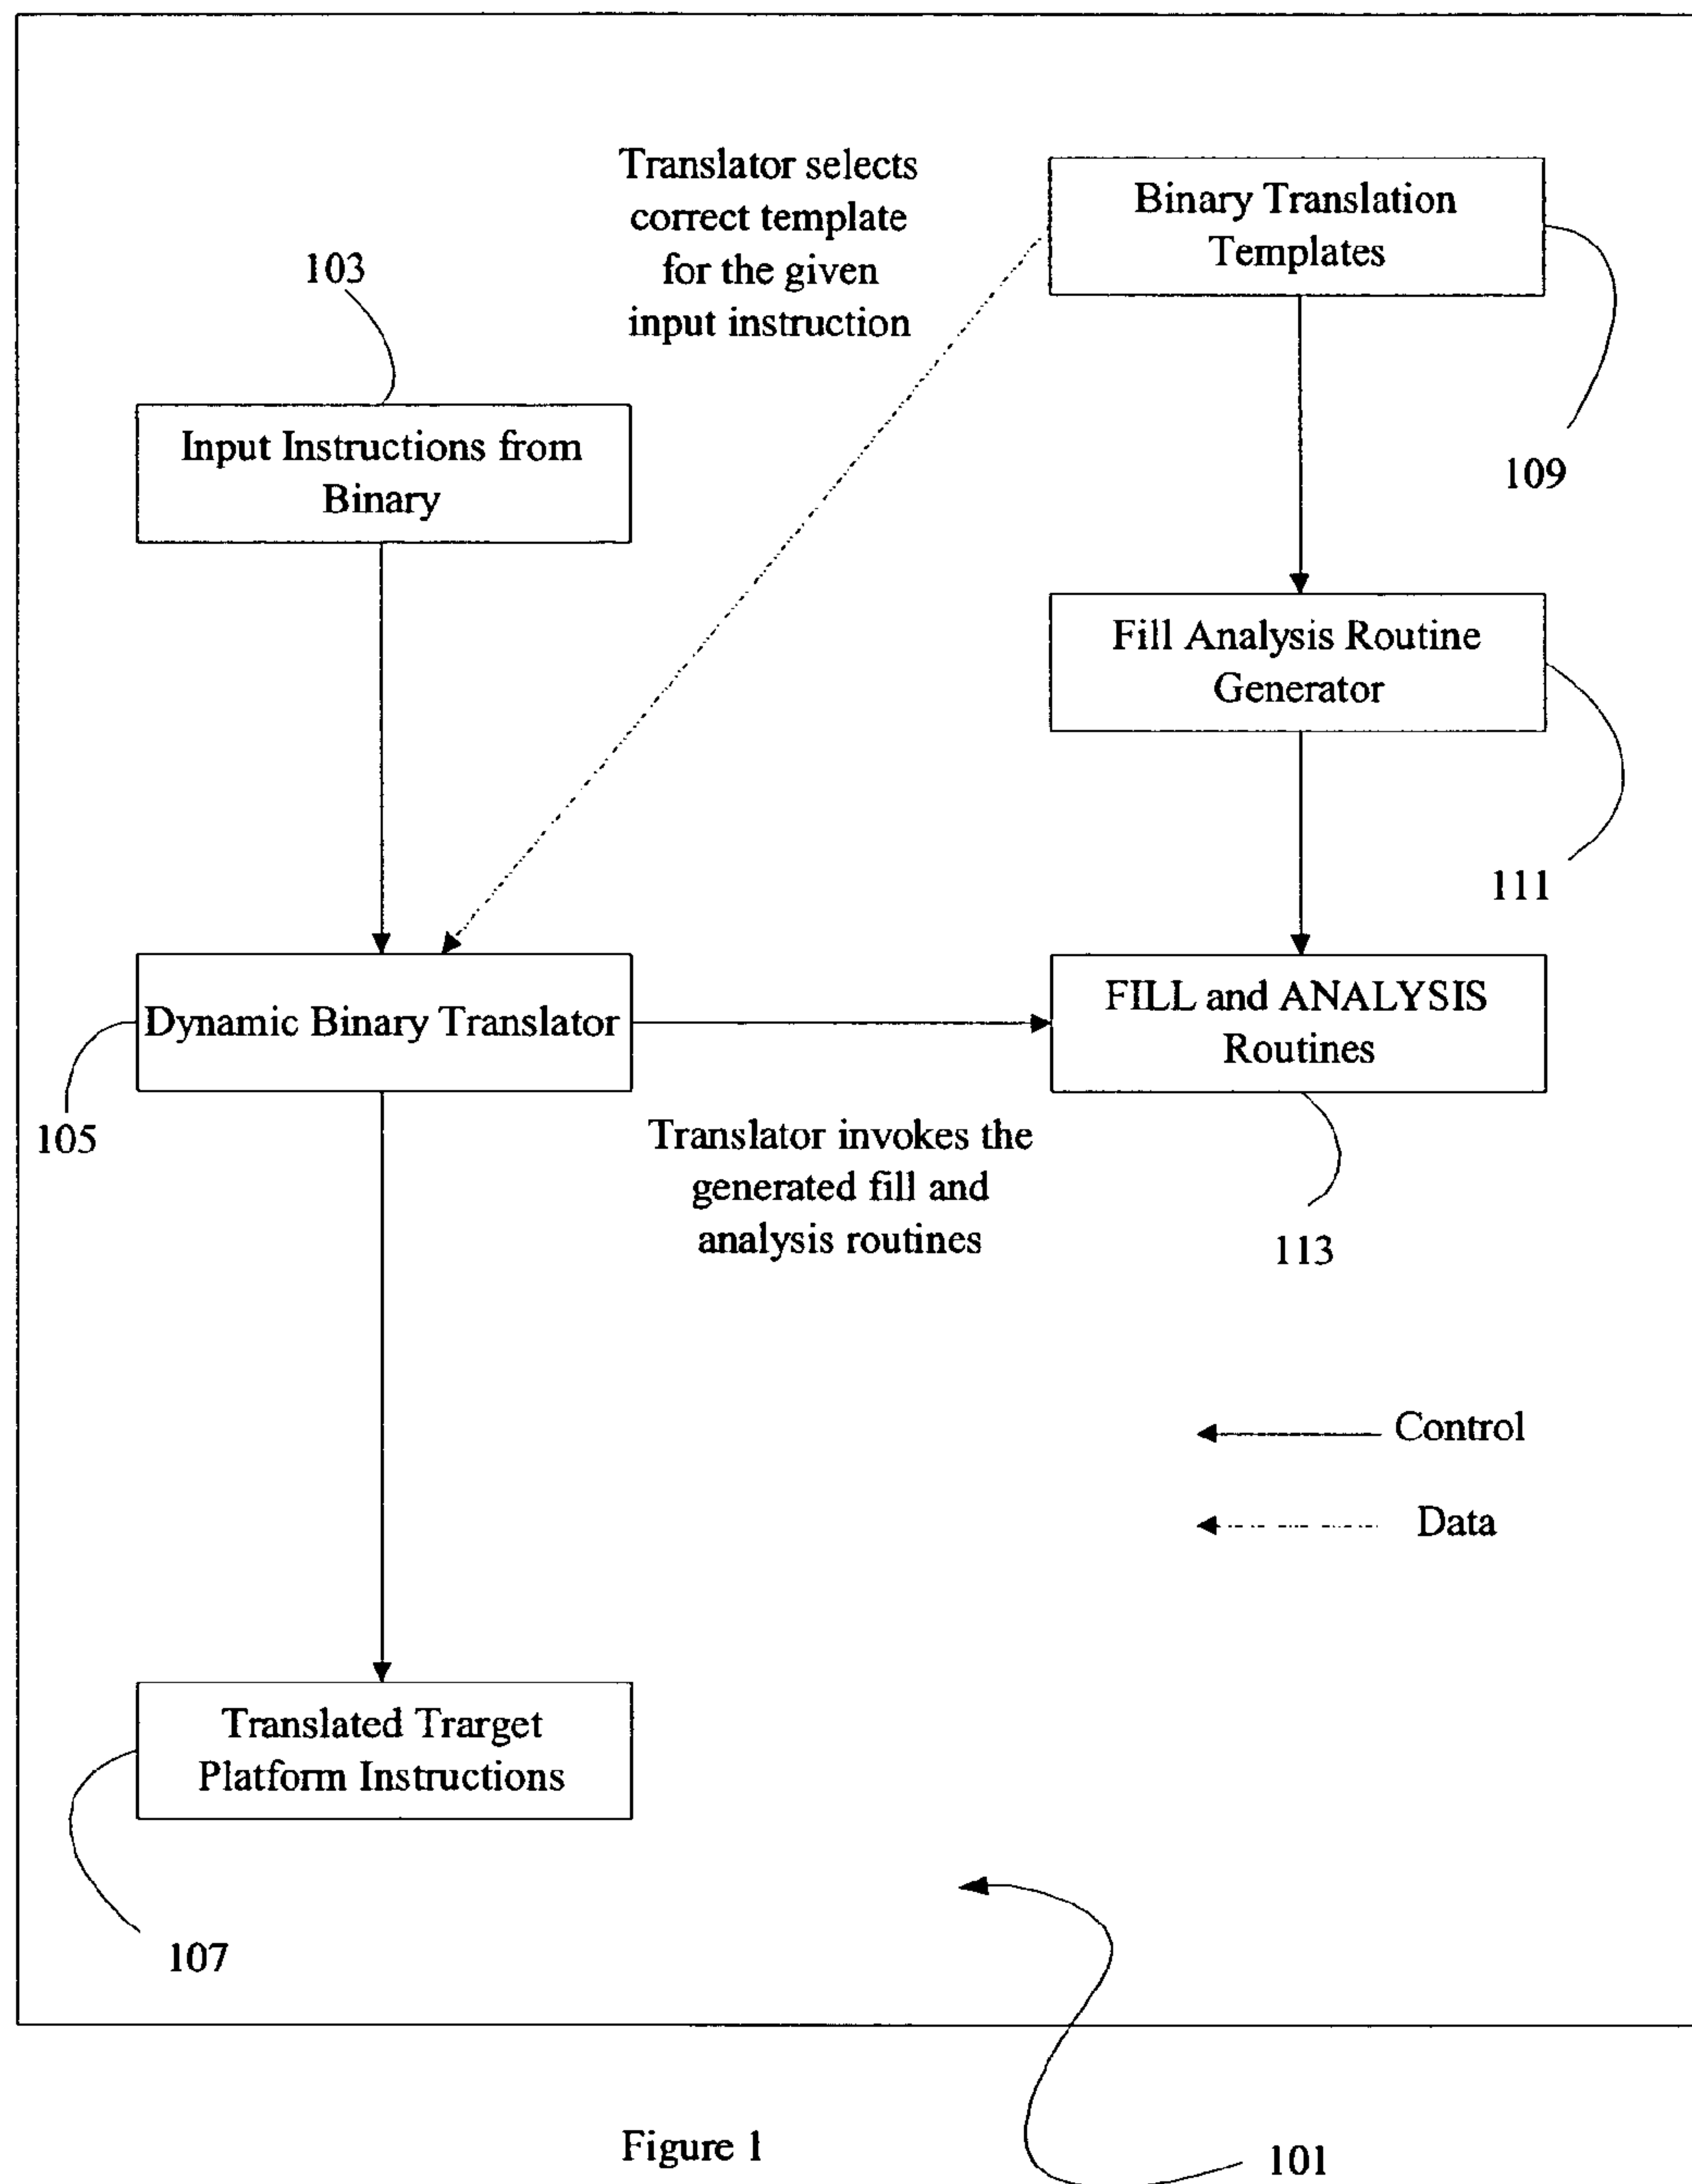 Translator selects
correct template
for the given
input instruction
Binary Translation
Templates
103
Input Instructions from
Binary
109
Fill Analysis Routine
Generator
111
Dynamic Binary Translator
FILL and ANALYSIS
Routines
105
Translator invokes the
generated fill and
analysis routines
113
Control
Data
Translated Trarget
Platform Instructions
107
Figure 1
101